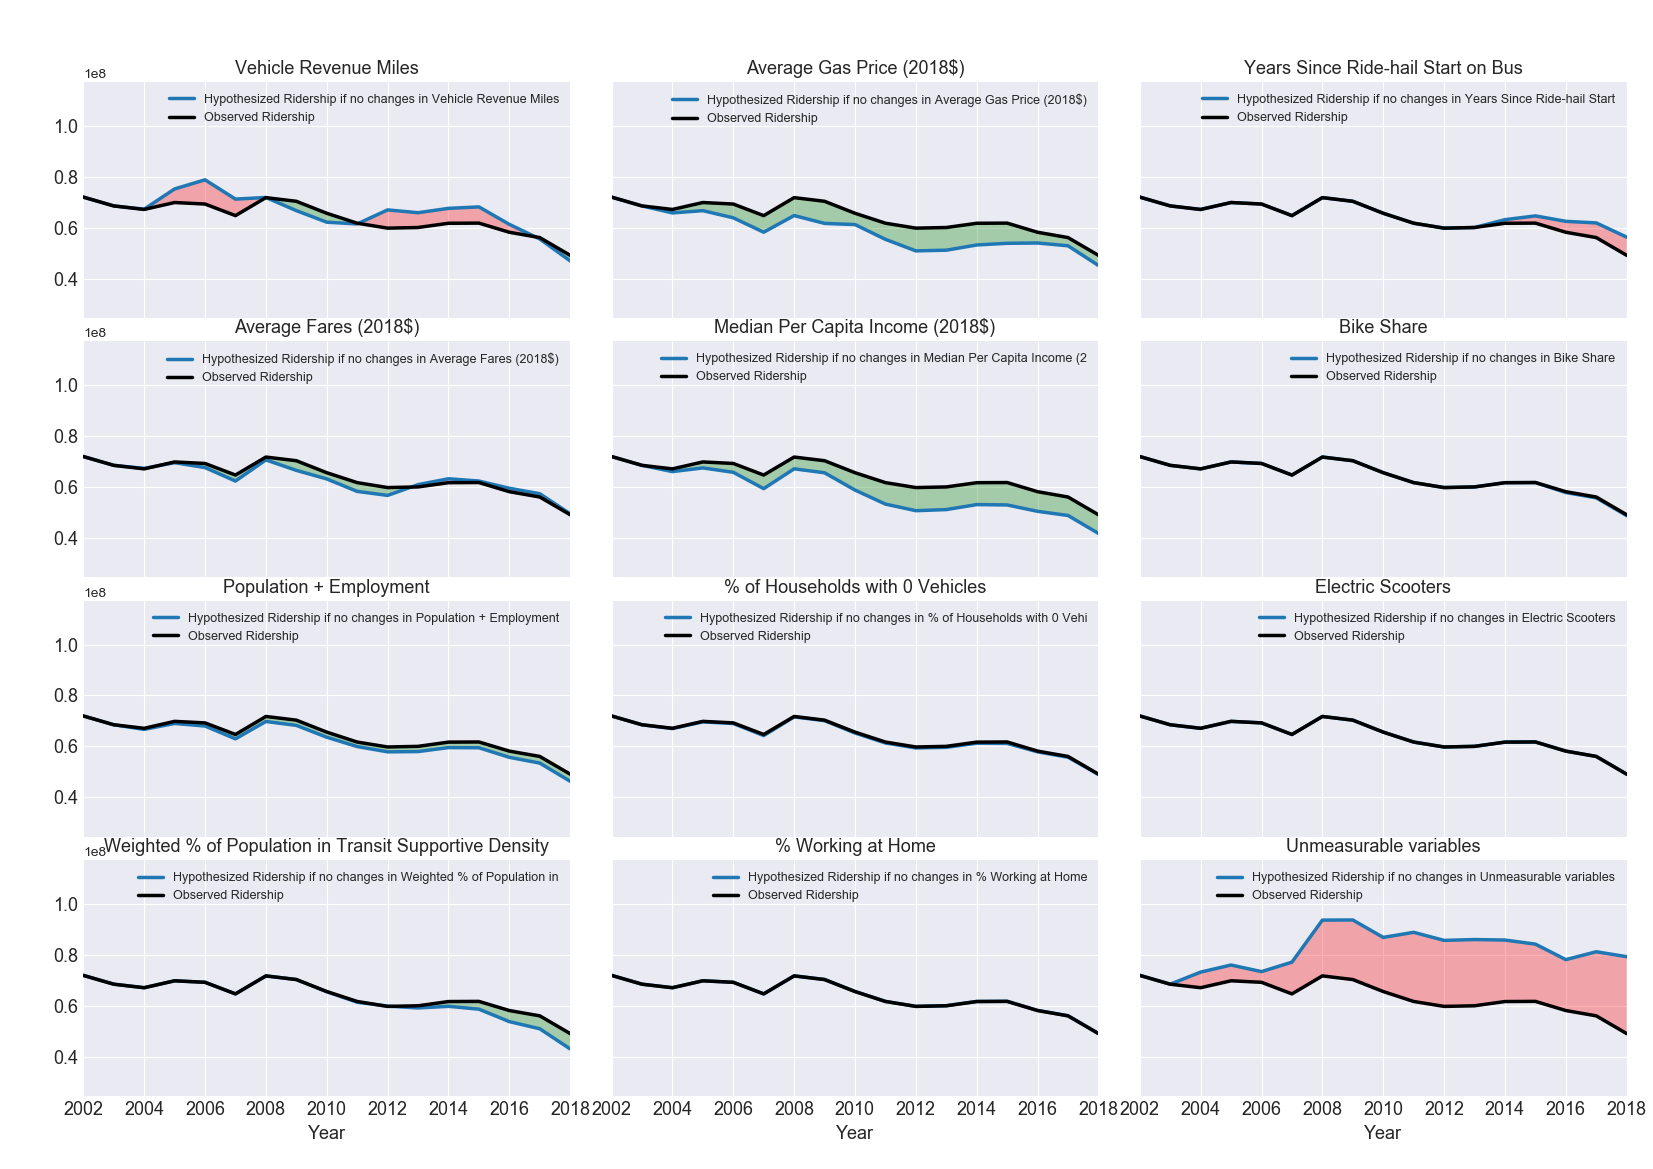 Vehicle Revenue Miles
1e8
Hypothesized Ridership if no changes in Vehicle Revenue Miles
Observed Ridership
1.0
0.8
0.6
0.4
Average Gas Price (2018$)
Hypothesized Ridership if no changes in Average Gas Price (2018$)
Observed Ridership
Years Since Ride-hail Start on Bus
Hypothesized Ridership if no changes in Years Since Ride-hail Start
Observed Ridership
Average Fares (2018$)
1e8
Hypothesized Ridership if no changes in Average Fares (2018$)
Observed Ridership
1.0
0.8
0.6
0.4
Median Per Capita Income (2018$)
Hypothesized Ridership if no changes in Median Per Capita Income (2
Observed Ridership
Bike Share
Hypothesized Ridership if no changes in Bike Share
Observed Ridership
Population + Employment
1e8
Hypothesized Ridership if no changes in Population + Employment
Observed Ridership
1.0
0.8
0.6
0.4
% of Households with 0 Vehicles
Hypothesized Ridership if no changes in % of Households with 0 Vehi
Observed Ridership
Electric Scooters
Hypothesized Ridership if no changes in Electric Scooters
Observed Ridership
Weighted % of Population in Transit Supportive Density
1e8
Hypothesized Ridership if no changes in Weighted % of Population in
Observed Ridership
1.0
0.8
0.6
0.4
2002 2004 2006 2008 2010 2012 2014 2016 2018
Year
% Working at Home
Hypothesized Ridership if no changes in % Working at Home
Observed Ridership
2002 2004 2006 2008 2010 2012 2014 2016 2018
Year
Unmeasurable variables
Hypothesized Ridership if no changes in Unmeasurable variables
Observed Ridership
2002 2004 2006 2008 2010 2012 2014 2016 2018
Year